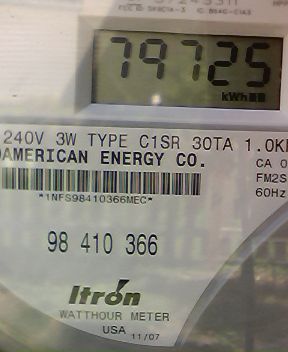 79725
kWh
240V 3W TYPE C1SR 30TA 1.0K
AMERICAN ENERGY CO.
CA 0
FM2S
60Hz
*1NFS98410366MEC*
98 410 366
Itron
WATTHOUR METER
USA 11/07